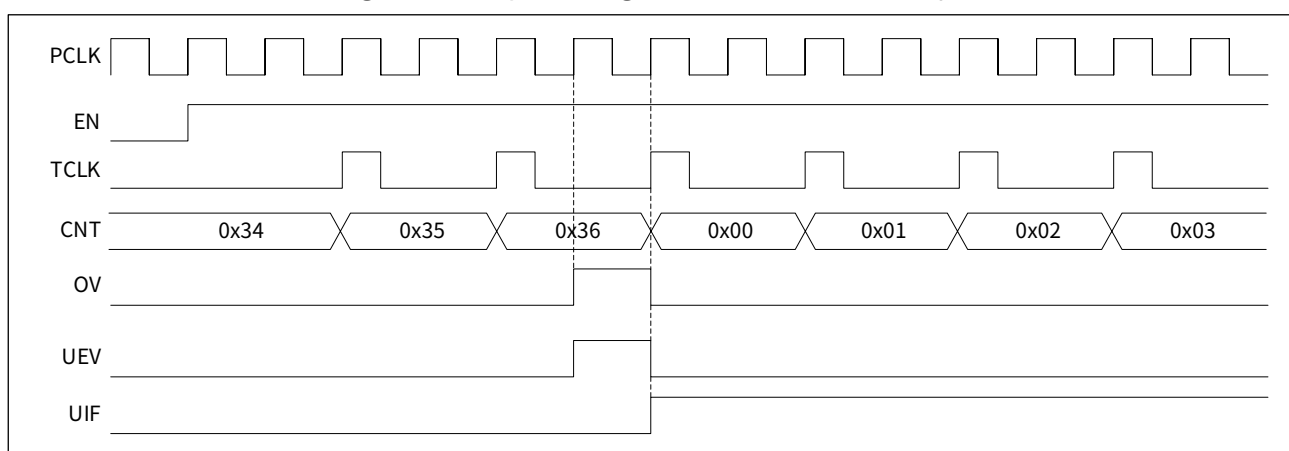 PCLK
EN
TCLK
CNT 0x34 0x35 0x36 0x00 0x01 0x02 0x03
OV
UEV
UIF